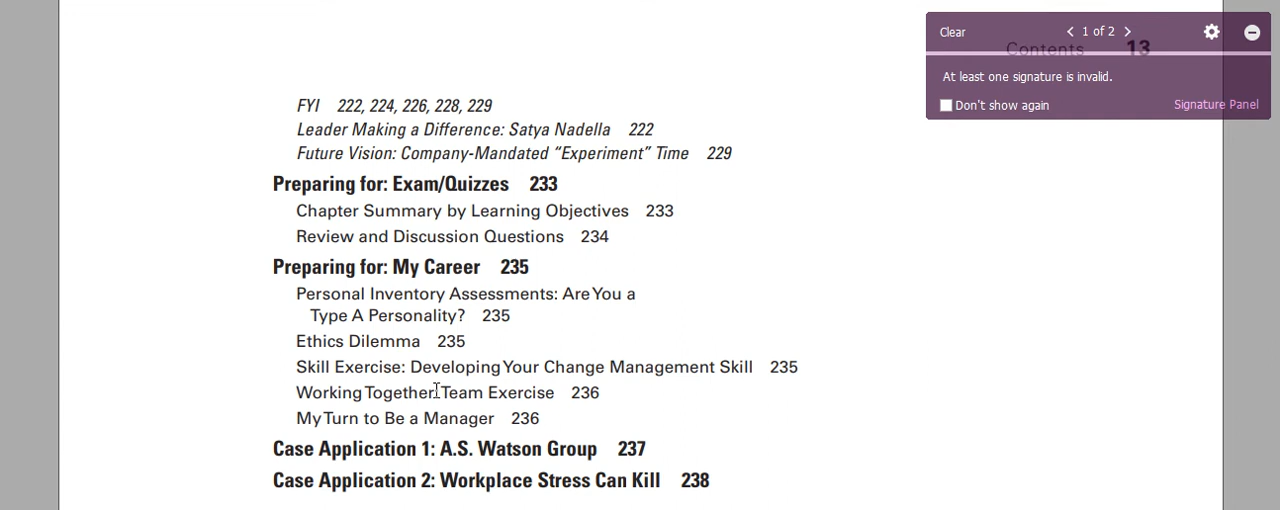 Clear
1 of 2
Contents 13
At least one signature is invalid.
Don't show again
Signature Panel
FYI 222, 224, 226, 228, 229
Leader Making a Difference: Satya Nadella 222
Future Vision: Company-Mandated “Experiment” Time 229
Preparing for: Exam/Quizzes 233
Chapter Summary by Learning Objectives 233
Review and Discussion Questions 234
Preparing for: My Career 235
Personal Inventory Assessments: Are You a
Type A Personality? 235
Ethics Dilemma 235
Skill Exercise: Developing Your Change Management Skill 235
Working Together: Team Exercise 236
My Turn to Be a Manager 236
Case Application 1: A.S. Watson Group 237
Case Application 2: Workplace Stress Can Kill 238